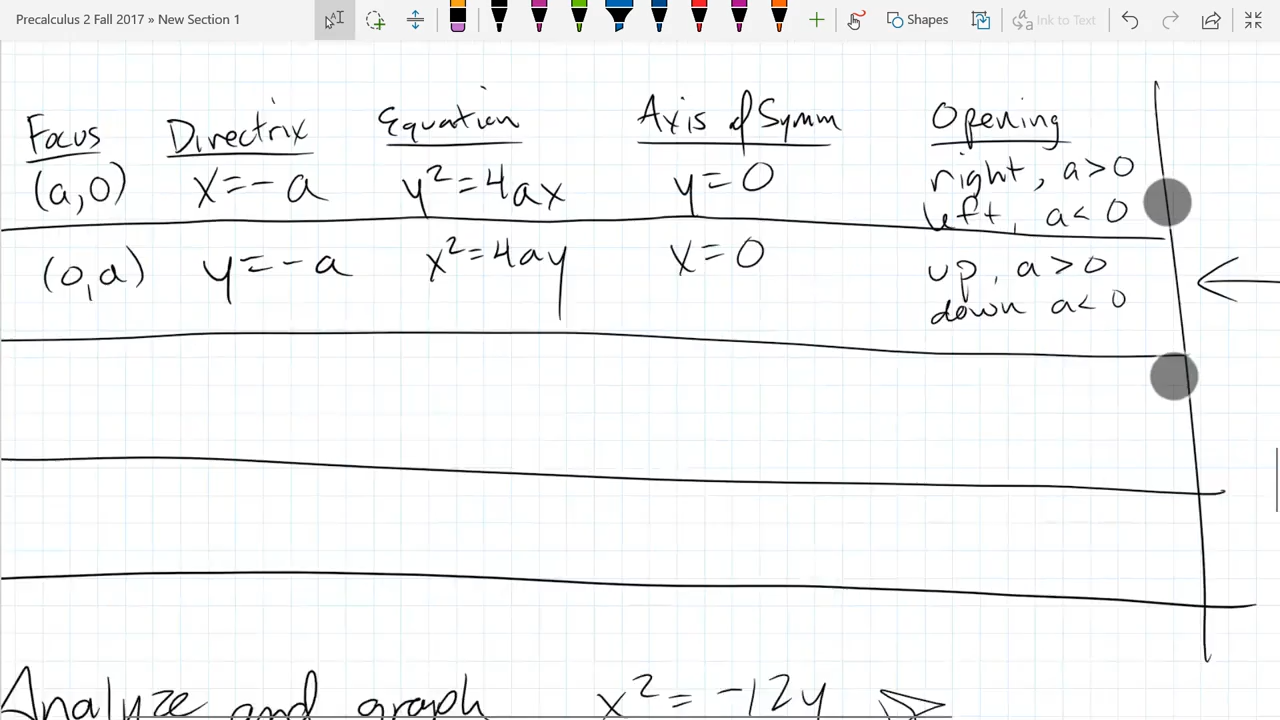 Precalculus 2 Fall 2017 » New Section 1
Shapes
Ink to Text
Focus Directrix Equation Axis of Symm Opening
(a,0) x=-a y²=4ax y=0 right, a>0
left, a<0
(0,a) y=-a x²=4ay x=0 up, a>0
down a<0
Analyze and graph x²=-12y